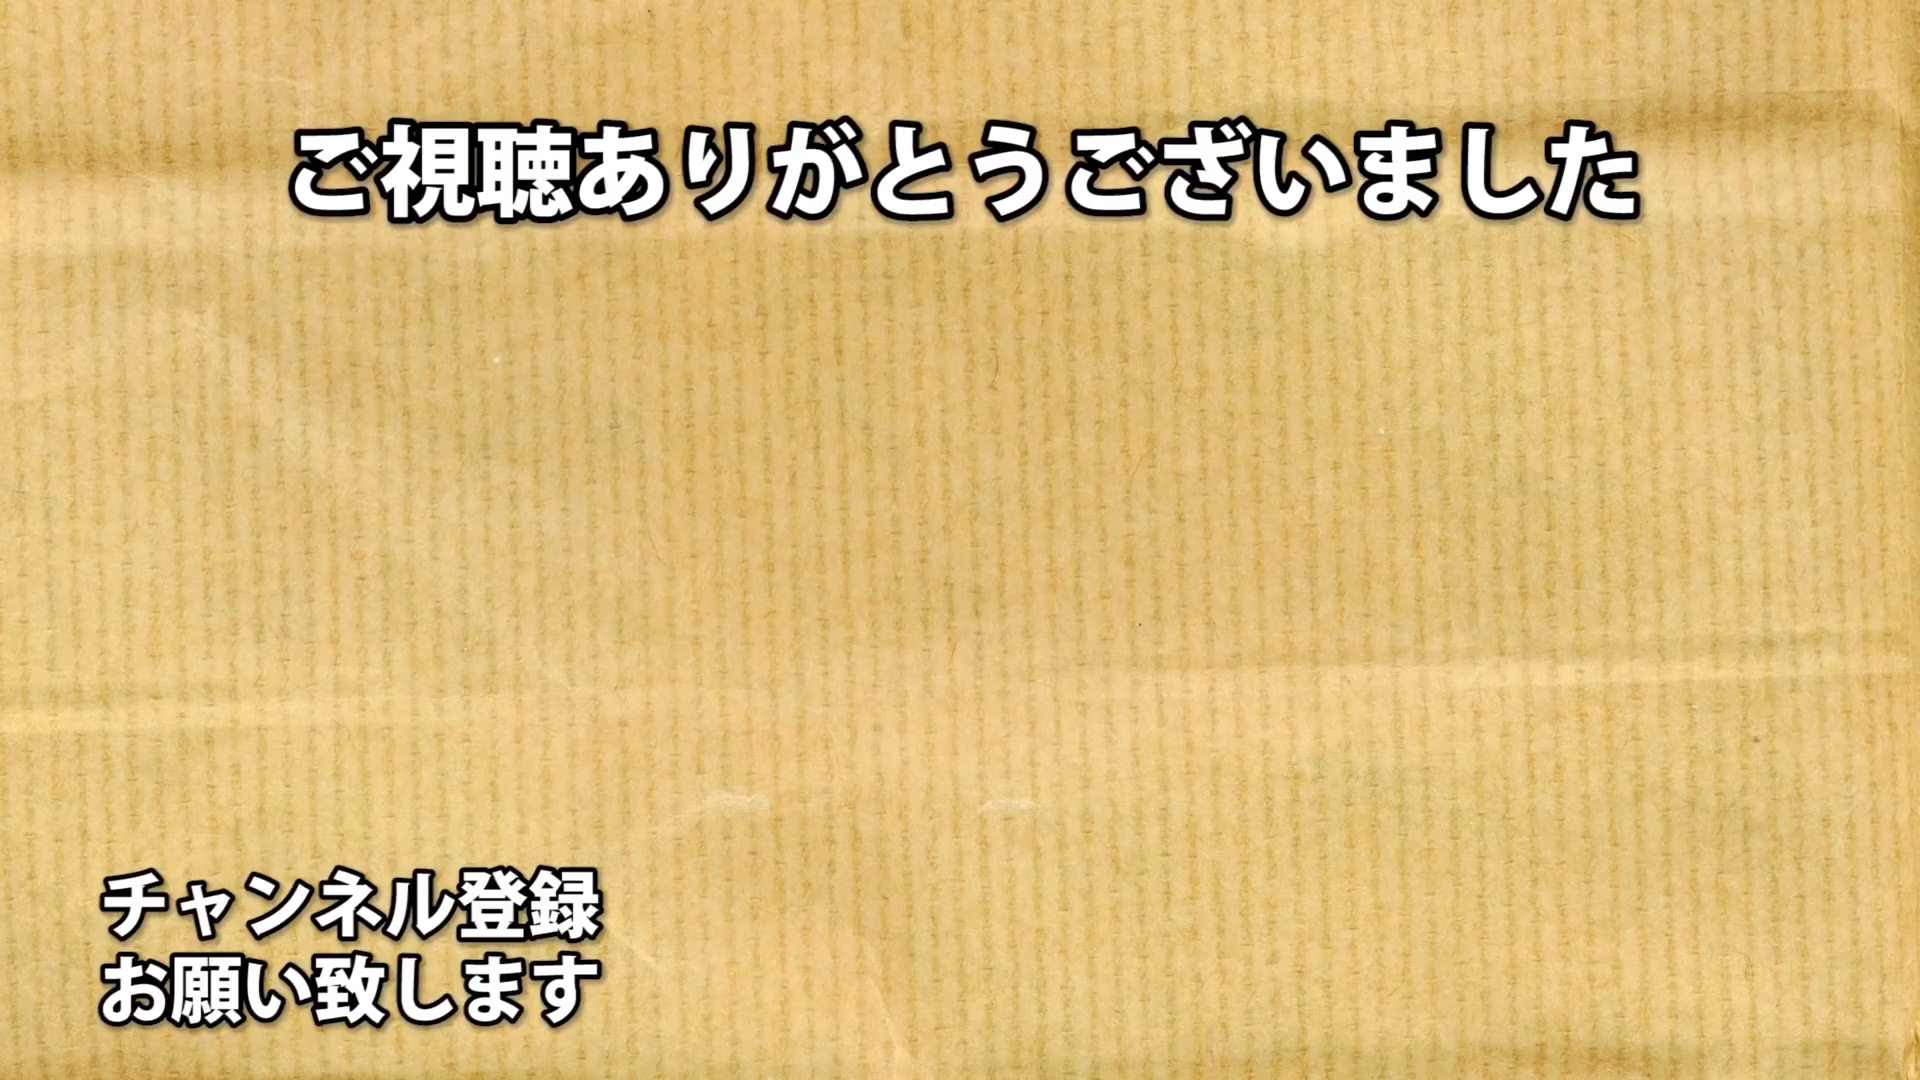 ご視聴ありがとうございました
チャンネル登録
お願い致します